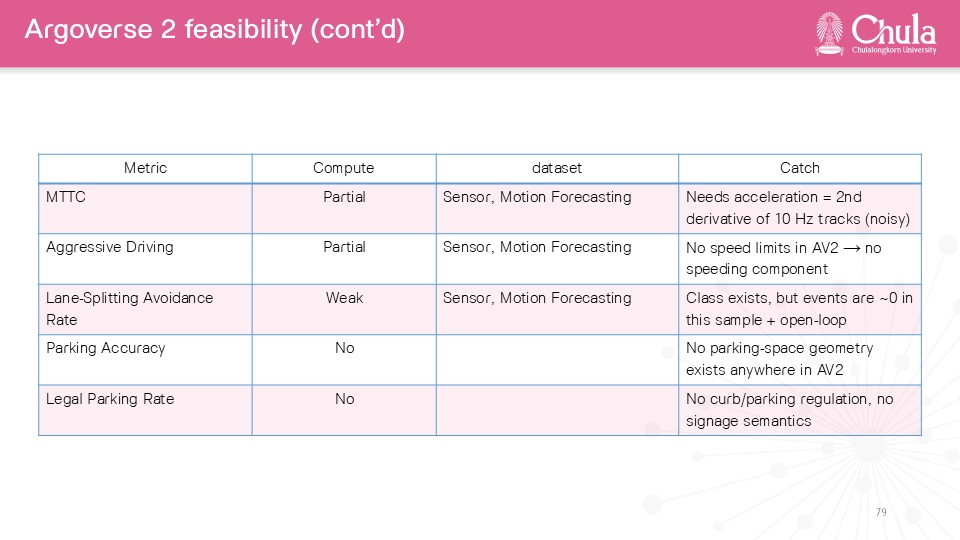 Argoverse 2 feasibility (cont’d)
Chula
Chulalongkorn University
Metric Compute dataset Catch
MTTC Partial Sensor, Motion Forecasting Needs acceleration = 2nd
derivative of 10 Hz tracks (noisy)
Aggressive Driving Partial Sensor, Motion Forecasting No speed limits in AV2 → no
speeding component
Lane-Splitting Avoidance Weak Sensor, Motion Forecasting Class exists, but events are ~0 in
Rate this sample + open-loop
Parking Accuracy No No parking-space geometry
exists anywhere in AV2
Legal Parking Rate No No curb/parking regulation, no
signage semantics
79